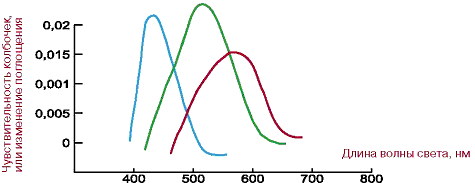 Чувствительность колбочек,
или изменение поглощения
0,02
0,015
0,01
0,005
0
400 500 600 700 800
Длина волны света, нм